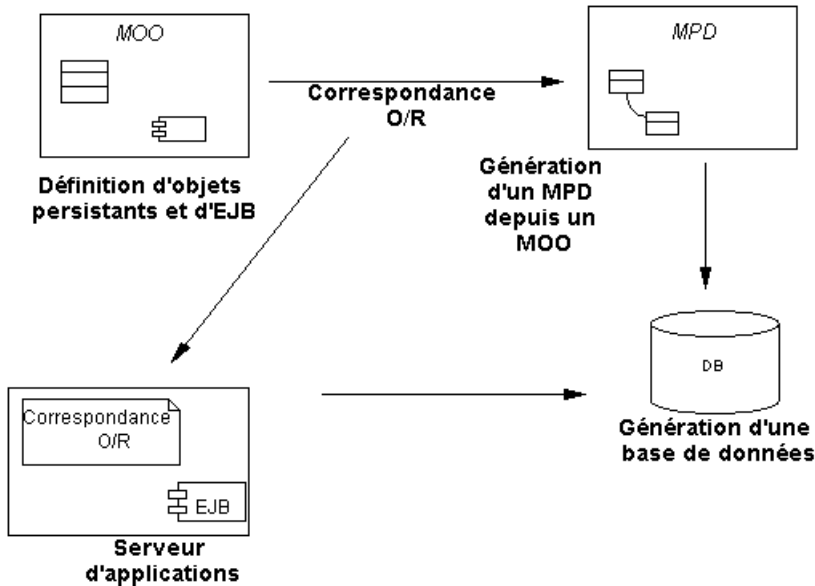 MOO
MPD
Correspondance
O/R
Définition d'objets
persistants et d'EJB
Génération
d'un MPD
depuis un
MOO
DB
Correspondance
O/R
EJB
Génération d'une
base de données
Serveur
d'applications